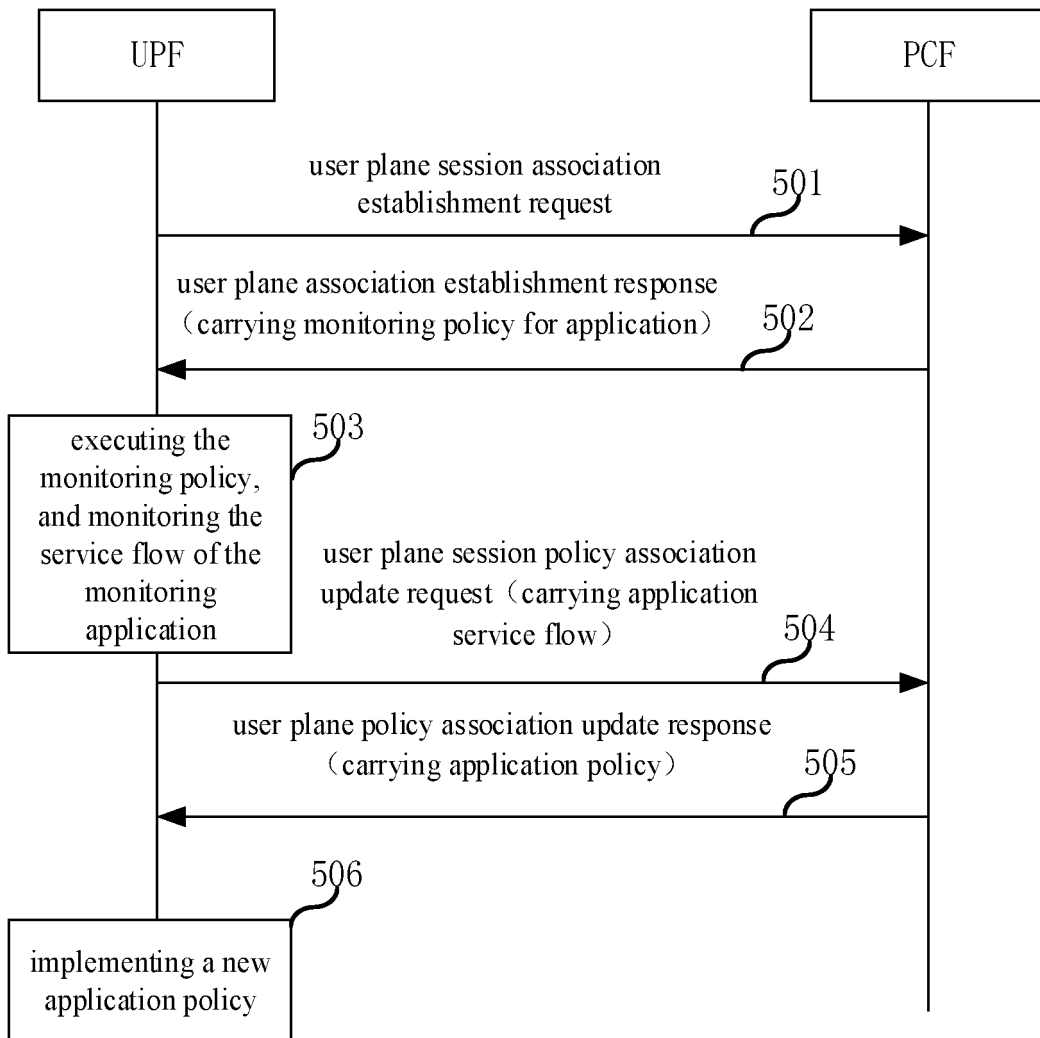 UPF
PCF
user plane session association
establishment request
501
user plane association establishment response
（carrying monitoring policy for application）
502
executing the
monitoring policy,
and monitoring the
service flow of the
monitoring
application
503
user plane session policy association
update request（carrying application
service flow）
504
user plane policy association update response
（carrying application policy）
505
506
implementing a new
application policy